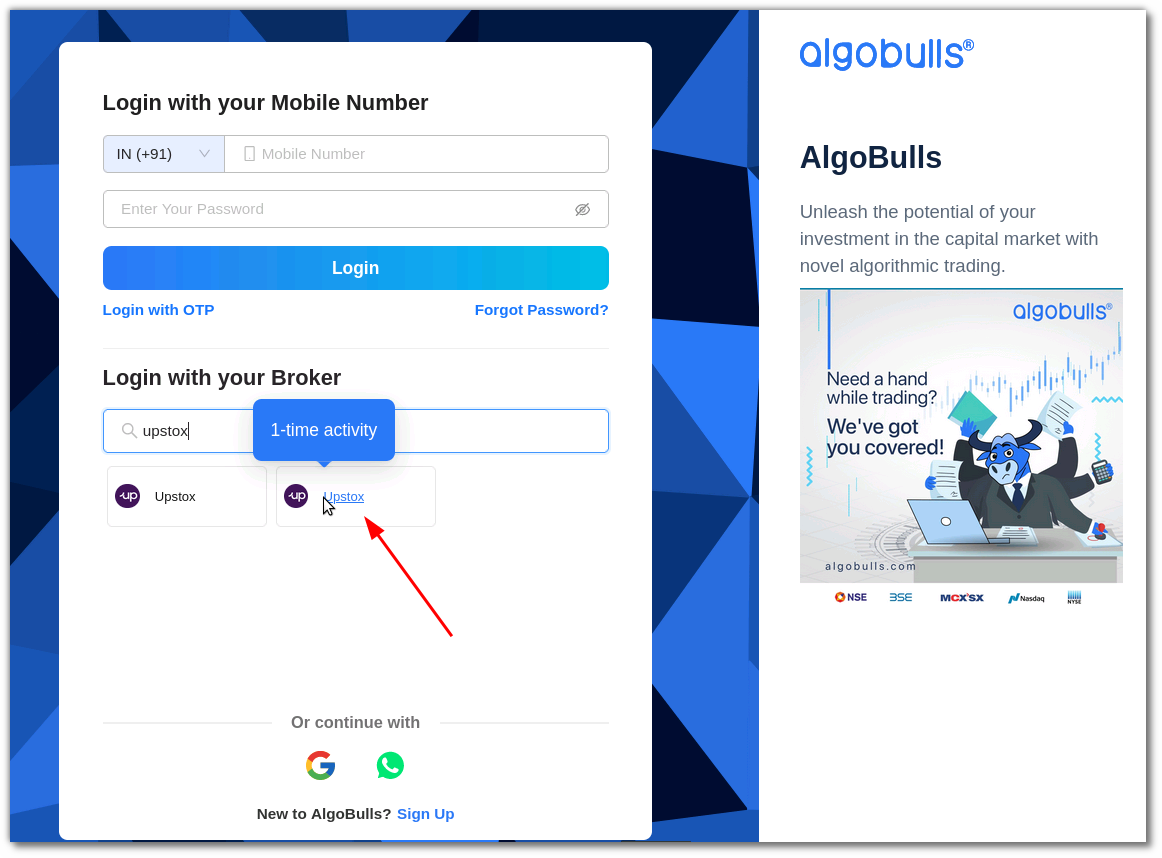 Login with your Mobile Number
IN (+91)
Mobile Number
Enter Your Password
Login
Login with OTP
Forgot Password?
Login with your Broker
upstox
1-time activity
up
Upstox
up
Upstox
Or continue with
New to AlgoBulls? Sign Up
algobulls®
AlgoBulls
Unleash the potential of your
investment in the capital market with
novel algorithmic trading.
algobulls®
Need a hand
while trading?
We've got
you covered!
algobulls.com
NSE
BSE
MCX'SX
Nasdaq
NYSE